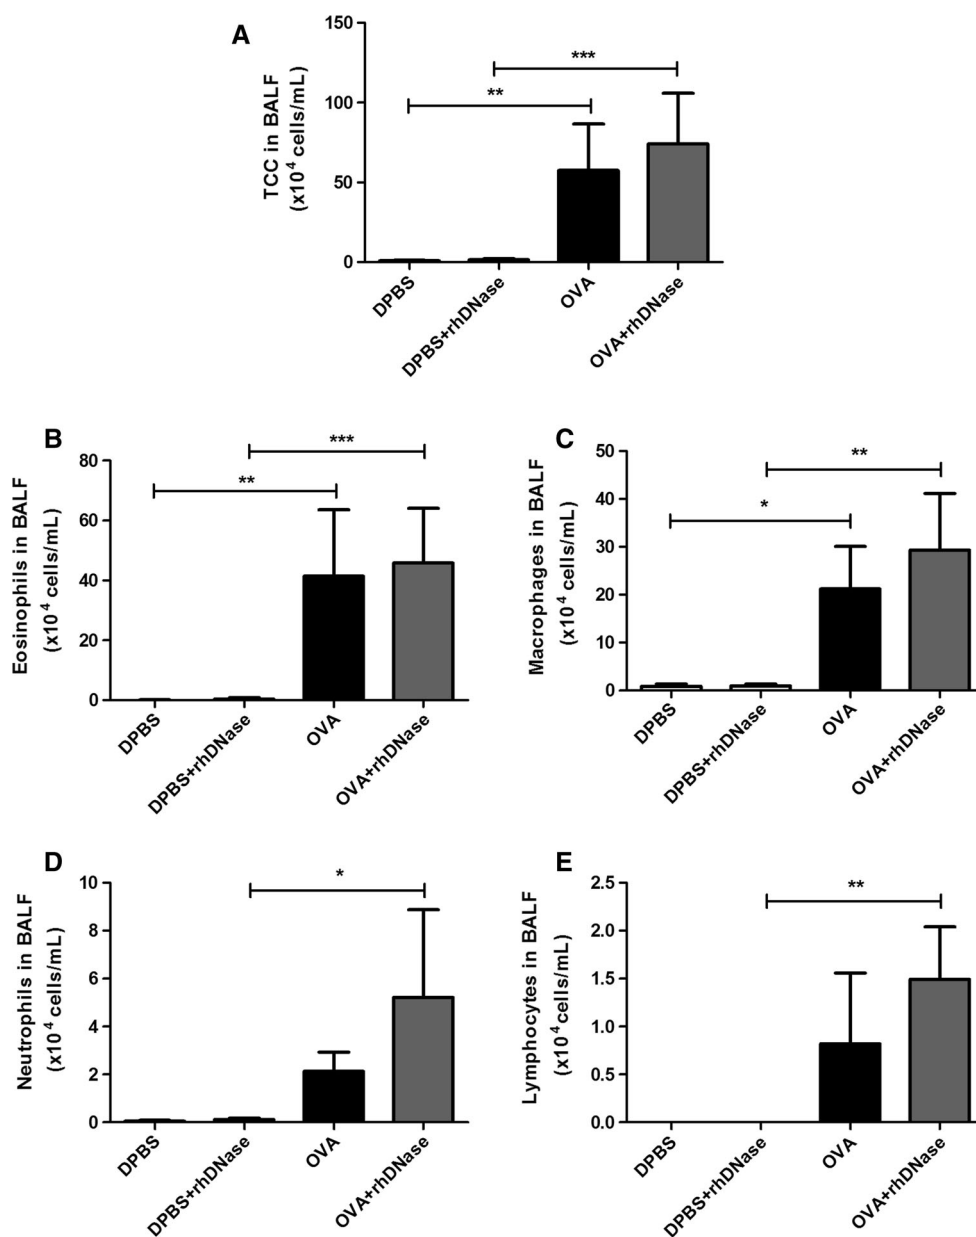 A
TCC in BALF
(x10⁴ cells/mL)
150
100
50
0
**
***
DPBS
DPBS+rhDNase
OVA
OVA+rhDNase
B
Eosinophils in BALF
(x10⁴ cells/mL)
80
60
40
20
0
**
***
DPBS
DPBS+rhDNase
OVA
OVA+rhDNase
C
Macrophages in BALF
(x10⁴ cells/mL)
50
40
30
20
10
0
*
**
DPBS
DPBS+rhDNase
OVA
OVA+rhDNase
D
Neutrophils in BALF
(x10⁴ cells/mL)
10
8
6
4
2
0
*
DPBS
DPBS+rhDNase
OVA
OVA+rhDNase
E
Lymphocytes in BALF
(x10⁴cells/mL)
2.5
2.0
1.5
1.0
0.5
0.0
**
DPBS
DPBS+rhDNase
OVA
OVA+rhDNase